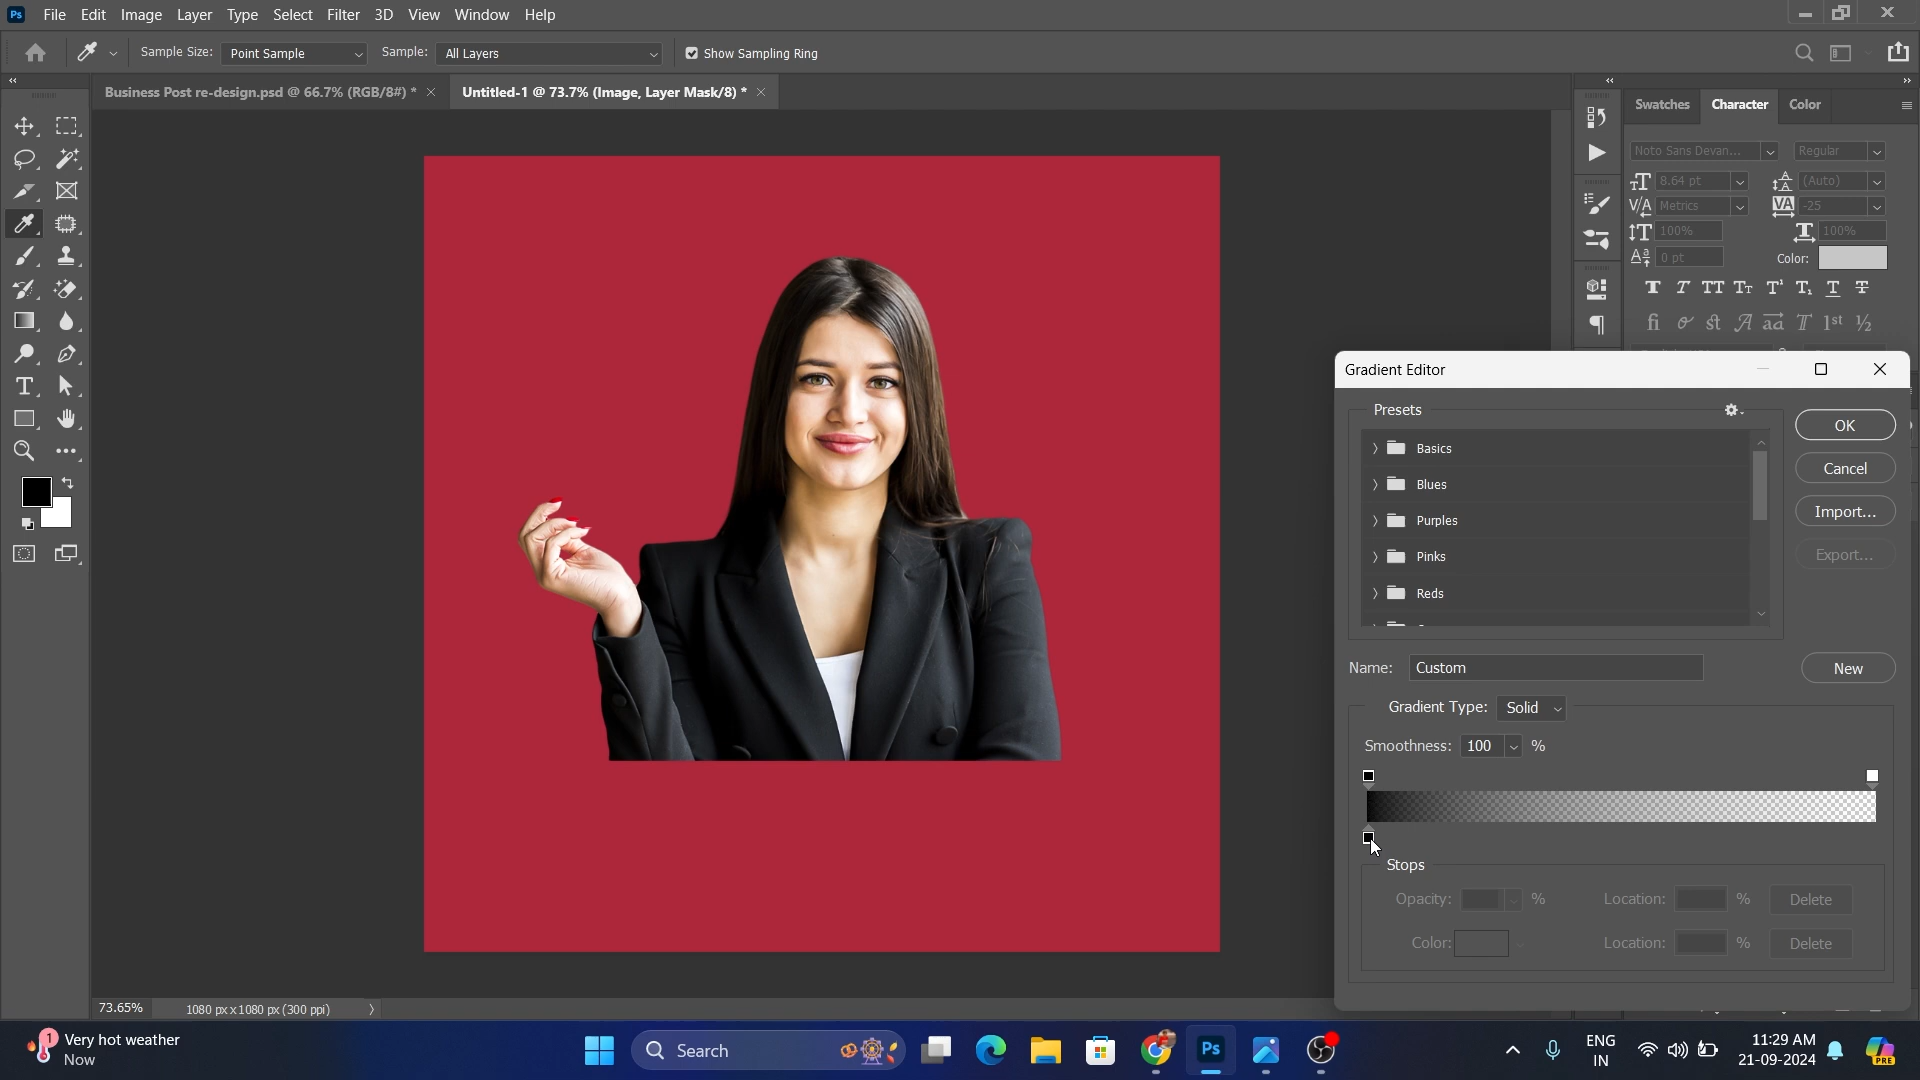 Ps File Edit Image Layer Type Select Filter 3D View Window Help
Sample Size: Point Sample Sample: All Layers Show Sampling Ring
Business Post re-design.psd @ 66.7% (RGB/8#) * Untitled-1 @ 73.7% (Image, Layer Mask/8) *
Swatches Character Color
Noto Sans Devan... Regular
8.64 pt (Auto)
Metrics -25
100% 100%
0 pt Color:
Gradient Editor
Presets
Basics
Blues
Purples
Pinks
Reds
OK
Cancel
Import...
Export...
Name: Custom New
Gradient Type: Solid
Smoothness: 100 %
Stops
Opacity: % Location: % Delete
Color: Location: % Delete
73.65% 1080 px x 1080 px (300 ppi)
1 Very hot weather
Now
Search
Ps
ENG
IN
11:29 AM
21-09-2024
PRE